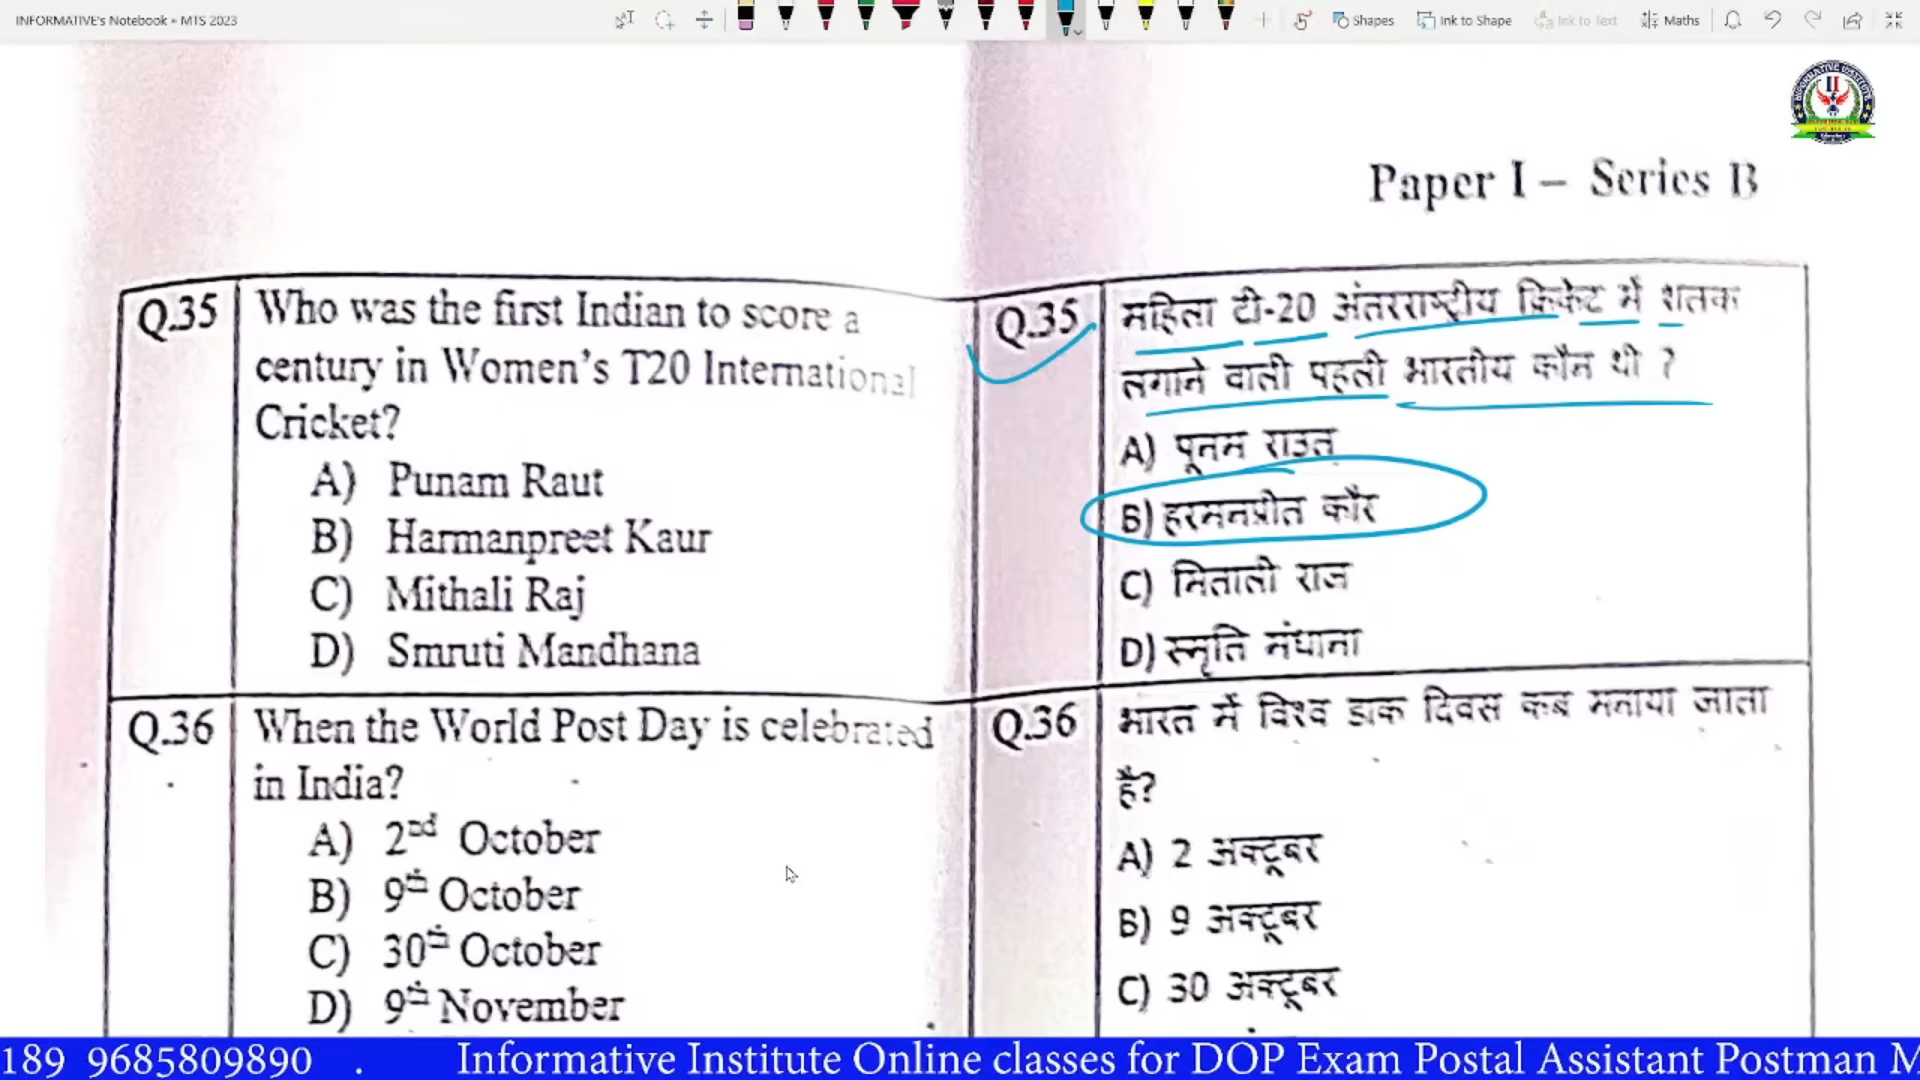 INFORMATIVE's Notebook » MTS 2023
Shapes Ink to Shape Ink to Text Maths
Paper I – Series B
Q.35 Who was the first Indian to score a
century in Women's T20 International
Cricket?
A) Punam Raut
B) Harmanpreet Kaur
C) Mithali Raj
D) Smruti Mandhana
Q.35 महिला टी-20 अंतरराष्ट्रीय क्रिकेट में शतक
लगाने वाली पहली भारतीय कौन थी ?
A) पूनम राउत
B) हरमनप्रीत कौर
C) मिताली राज
D) स्मृति मंधाना
Q.36 When the World Post Day is celebrated
in India?
A) 2nd October
B) 9th October
C) 30th October
D) 9th November
Q.36 भारत में विश्व डाक दिवस कब मनाया जाता
है?
A) 2 अक्टूबर
B) 9 अक्टूबर
C) 30 अक्टूबर
189 9685809890 . Informative Institute Online classes for DOP Exam Postal Assistant Postman M